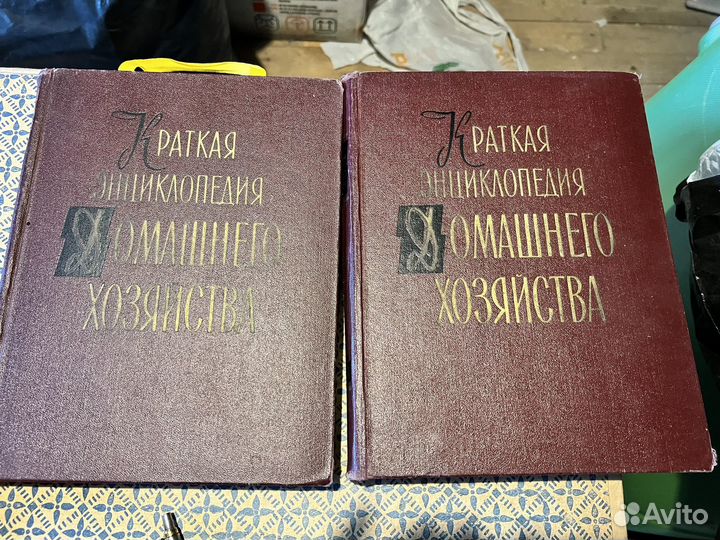 Краткая
энциклопедия
Домашнего
хозяйства
Краткая
энциклопедия
Домашнего
хозяйства
Avito